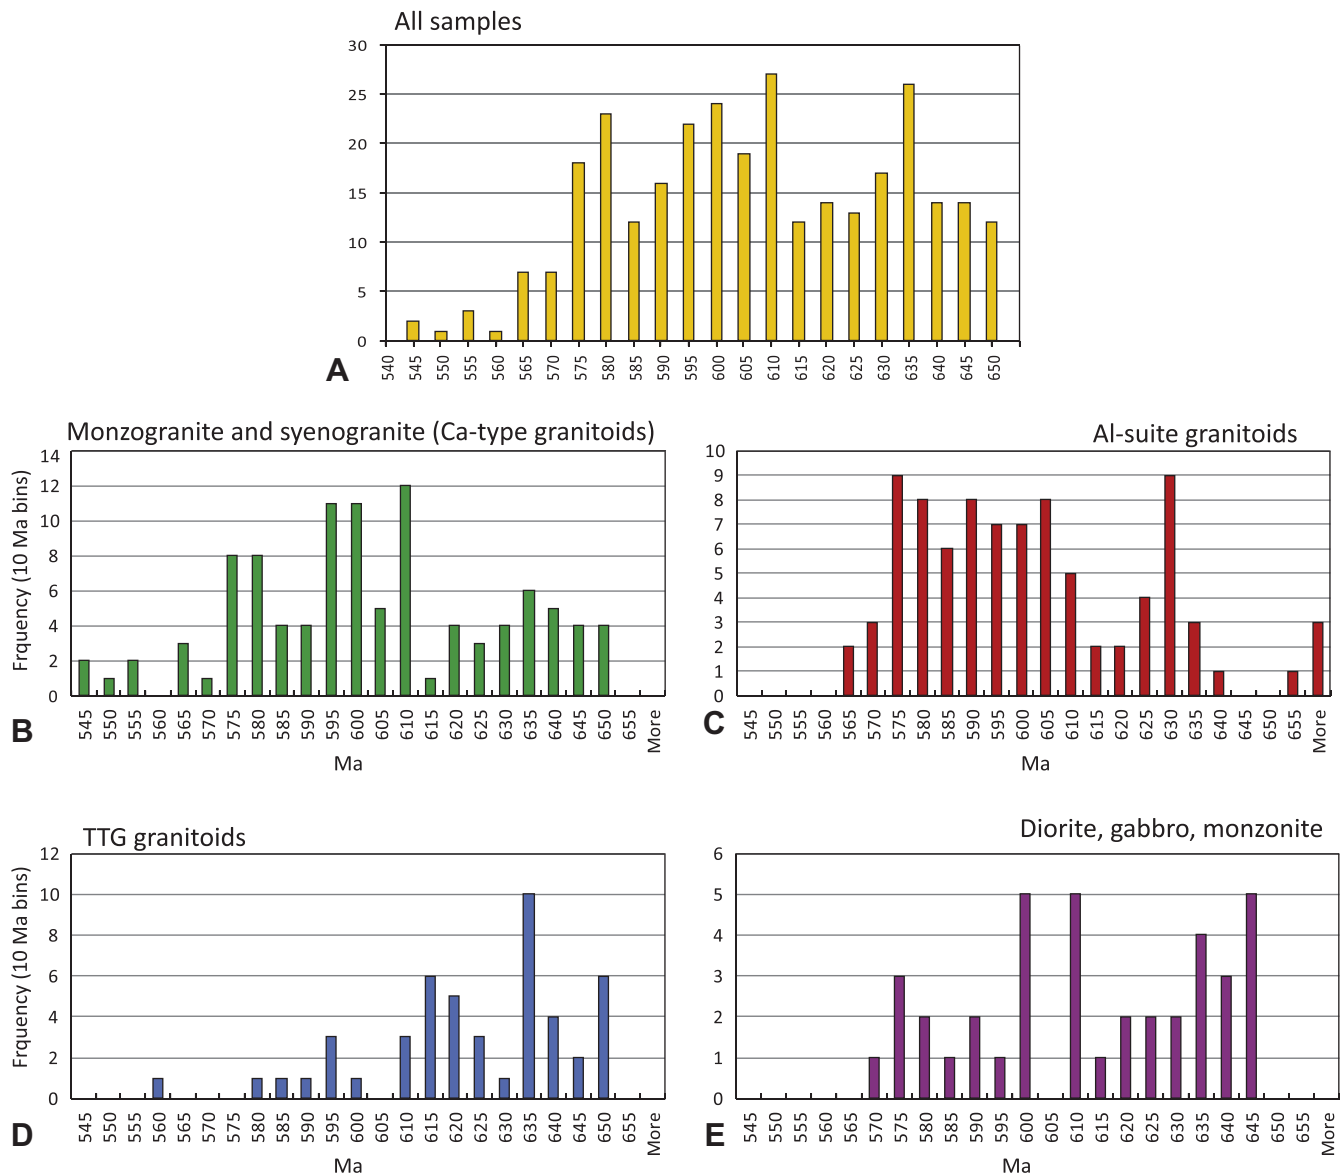 All samples
30
25
20
15
10
5
0
540 545 550 555 560 565 570 575 580 585 590 595 600 605 610 615 620 625 630 635 640 645 650
A
Monzogranite and syenogranite (Ca-type granitoids)
14
12
10
8
6
4
2
0
Frquency (10 Ma bins)
545 550 555 560 565 570 575 580 585 590 595 600 605 610 615 620 625 630 635 640 645 650 655 More
B
Ma
Al-suite granitoids
10
9
8
7
6
5
4
3
2
1
0
545 550 555 560 565 570 575 580 585 590 595 600 605 610 615 620 625 630 635 640 645 650 655 More
C
Ma
TTG granitoids
12
10
8
6
4
2
0
Frquency (10 Ma bins)
545 550 555 560 565 570 575 580 585 590 595 600 605 610 615 620 625 630 635 640 645 650 655 More
D
Ma
Diorite, gabbro, monzonite
6
5
4
3
2
1
0
545 550 555 560 565 570 575 580 585 590 595 600 605 610 615 620 625 630 635 640 645 650 655 More
E
Ma